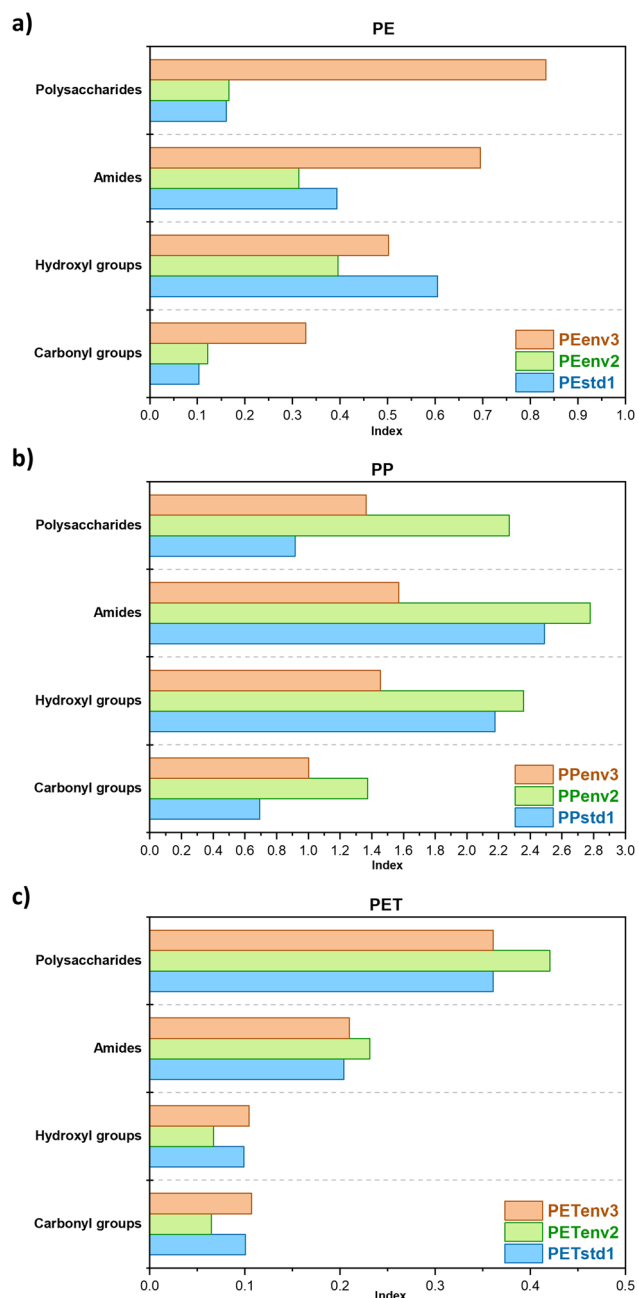 a)
PE
Polysaccharides
Amides
Hydroxyl groups
Carbonyl groups
PEenv3
PEenv2
PEstd1
0.0 0.1 0.2 0.3 0.4 0.5 0.6 0.7 0.8 0.9 1.0
Index
b)
PP
Polysaccharides
Amides
Hydroxyl groups
Carbonyl groups
PPenv3
PPenv2
PPstd1
0.0 0.2 0.4 0.6 0.8 1.0 1.2 1.4 1.6 1.8 2.0 2.2 2.4 2.6 2.8 3.0
Index
c)
PET
Polysaccharides
Amides
Hydroxyl groups
Carbonyl groups
PETenv3
PETenv2
PETstd1
0.0 0.1 0.2 0.3 0.4 0.5
Index